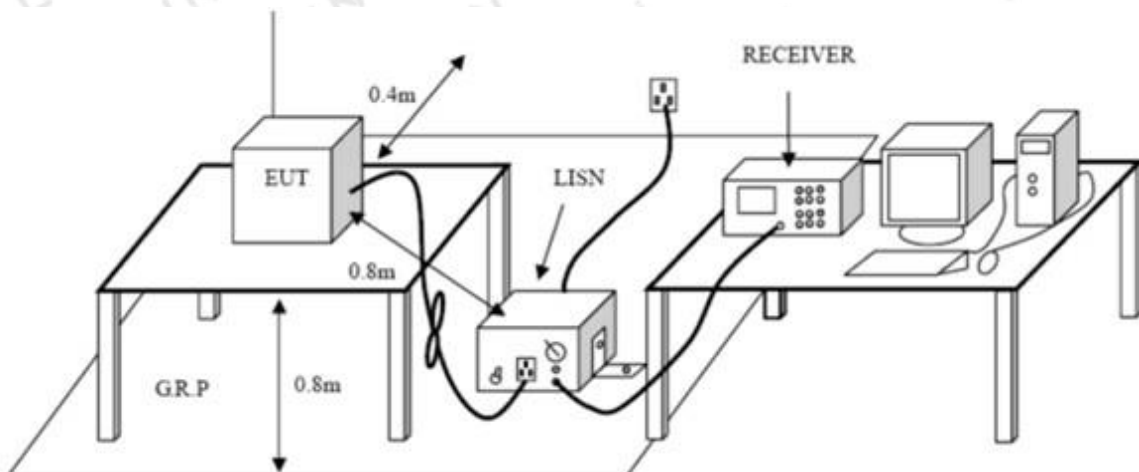 RECEIVER
0.4m
EUT
LISN
0.8m
0.8m
G.R.P